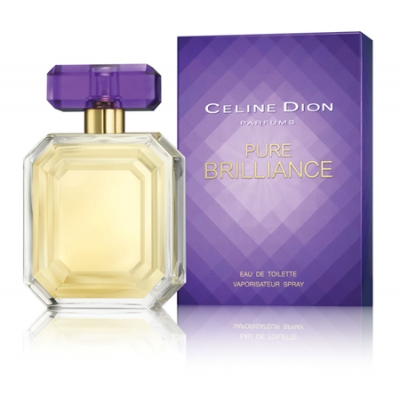 CELINE DION
PARFUMS
PURE
BRILLIANCE
EAU DE TOILETTE
VAPORISATEUR SPRAY